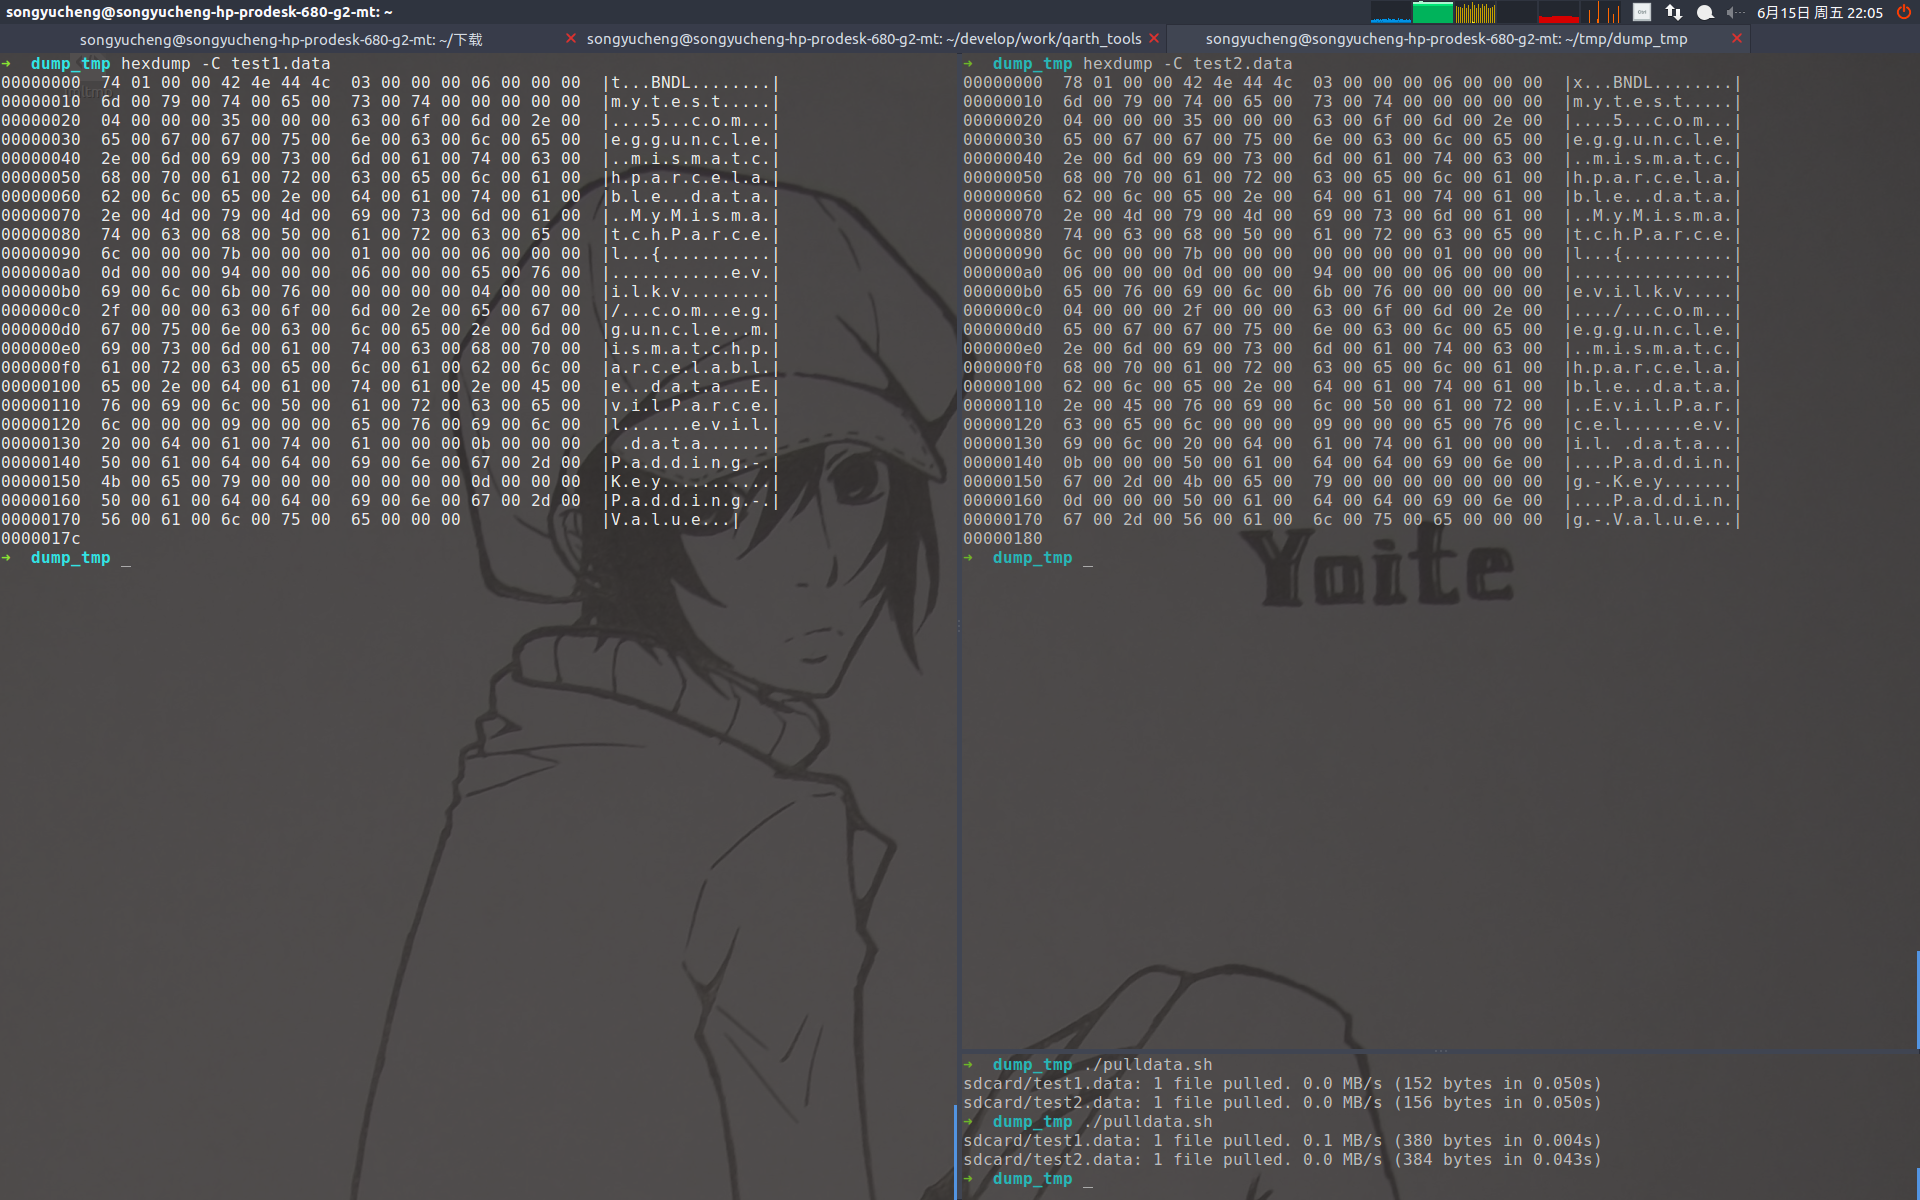 songyucheng@songyucheng-hp-prodesk-680-g2-mt: ~
6月15日 周五 22:05
songyucheng@songyucheng-hp-prodesk-680-g2-mt: ~/下载
songyucheng@songyucheng-hp-prodesk-680-g2-mt: ~/develop/work/qarth_tools
songyucheng@songyucheng-hp-prodesk-680-g2-mt: ~/tmp/dump_tmp
➜  dump_tmp hexdump -C test1.data
00000000  74 01 00 00 42 4e 44 4c  03 00 00 00 06 00 00 00  |t...BNDL........|
00000010  6d 00 79 00 74 00 65 00  73 00 74 00 00 00 00 00  |m.y.t.e.s.t.....|
00000020  04 00 00 00 35 00 00 00  63 00 6f 00 6d 00 2e 00  |....5...c.o.m...|
00000030  65 00 67 00 67 00 75 00  6e 00 63 00 6c 00 65 00  |e.g.g.u.n.c.l.e.|
00000040  2e 00 6d 00 69 00 73 00  6d 00 61 00 74 00 63 00  |..m.i.s.m.a.t.c.|
00000050  68 00 70 00 61 00 72 00  63 00 65 00 6c 00 61 00  |h.p.a.r.c.e.l.a.|
00000060  62 00 6c 00 65 00 2e 00  64 00 61 00 74 00 61 00  |b.l.e...d.a.t.a.|
00000070  2e 00 4d 00 79 00 4d 00  69 00 73 00 6d 00 61 00  |..M.y.M.i.s.m.a.|
00000080  74 00 63 00 68 00 50 00  61 00 72 00 63 00 65 00  |t.c.h.P.a.r.c.e.|
00000090  6c 00 00 00 7b 00 00 00  01 00 00 00 06 00 00 00  |l...{...........|
000000a0  0d 00 00 00 94 00 00 00  06 00 00 00 65 00 76 00  |............e.v.|
000000b0  69 00 6c 00 6b 00 76 00  00 00 00 00 04 00 00 00  |i.l.k.v.........|
000000c0  2f 00 00 00 63 00 6f 00  6d 00 2e 00 65 00 67 00  |/...c.o.m...e.g.|
000000d0  67 00 75 00 6e 00 63 00  6c 00 65 00 2e 00 6d 00  |g.u.n.c.l.e...m.|
000000e0  69 00 73 00 6d 00 61 00  74 00 63 00 68 00 70 00  |i.s.m.a.t.c.h.p.|
000000f0  61 00 72 00 63 00 65 00  6c 00 61 00 62 00 6c 00  |a.r.c.e.l.a.b.l.|
00000100  65 00 2e 00 64 00 61 00  74 00 61 00 2e 00 45 00  |e...d.a.t.a...E.|
00000110  76 00 69 00 6c 00 50 00  61 00 72 00 63 00 65 00  |v.i.l.P.a.r.c.e.|
00000120  6c 00 00 00 09 00 00 00  65 00 76 00 69 00 6c 00  |l.......e.v.i.l.|
00000130  20 00 64 00 61 00 74 00  61 00 00 00 0b 00 00 00  | .d.a.t.a.......|
00000140  50 00 61 00 64 00 64 00  69 00 6e 00 67 00 2d 00  |P.a.d.d.i.n.g.-.|
00000150  4b 00 65 00 79 00 00 00  00 00 00 00 0d 00 00 00  |K.e.y...........|
00000160  50 00 61 00 64 00 64 00  69 00 6e 00 67 00 2d 00  |P.a.d.d.i.n.g.-.|
00000170  56 00 61 00 6c 00 75 00  65 00 00 00              |V.a.l.u.e...|
0000017c
➜  dump_tmp _
➜  dump_tmp hexdump -C test2.data
00000000  78 01 00 00 42 4e 44 4c  03 00 00 00 06 00 00 00  |x...BNDL........|
00000010  6d 00 79 00 74 00 65 00  73 00 74 00 00 00 00 00  |m.y.t.e.s.t.....|
00000020  04 00 00 00 35 00 00 00  63 00 6f 00 6d 00 2e 00  |....5...c.o.m...|
00000030  65 00 67 00 67 00 75 00  6e 00 63 00 6c 00 65 00  |e.g.g.u.n.c.l.e.|
00000040  2e 00 6d 00 69 00 73 00  6d 00 61 00 74 00 63 00  |..m.i.s.m.a.t.c.|
00000050  68 00 70 00 61 00 72 00  63 00 65 00 6c 00 61 00  |h.p.a.r.c.e.l.a.|
00000060  62 00 6c 00 65 00 2e 00  64 00 61 00 74 00 61 00  |b.l.e...d.a.t.a.|
00000070  2e 00 4d 00 79 00 4d 00  69 00 73 00 6d 00 61 00  |..M.y.M.i.s.m.a.|
00000080  74 00 63 00 68 00 50 00  61 00 72 00 63 00 65 00  |t.c.h.P.a.r.c.e.|
00000090  6c 00 00 00 7b 00 00 00  00 00 00 00 01 00 00 00  |l...{...........|
000000a0  06 00 00 00 0d 00 00 00  94 00 00 00 06 00 00 00  |................|
000000b0  65 00 76 00 69 00 6c 00  6b 00 76 00 00 00 00 00  |e.v.i.l.k.v.....|
000000c0  04 00 00 00 2f 00 00 00  63 00 6f 00 6d 00 2e 00  |..../...c.o.m...|
000000d0  65 00 67 00 67 00 75 00  6e 00 63 00 6c 00 65 00  |e.g.g.u.n.c.l.e.|
000000e0  2e 00 6d 00 69 00 73 00  6d 00 61 00 74 00 63 00  |..m.i.s.m.a.t.c.|
000000f0  68 00 70 00 61 00 72 00  63 00 65 00 6c 00 61 00  |h.p.a.r.c.e.l.a.|
00000100  62 00 6c 00 65 00 2e 00  64 00 61 00 74 00 61 00  |b.l.e...d.a.t.a.|
00000110  2e 00 45 00 76 00 69 00  6c 00 50 00 61 00 72 00  |..E.v.i.l.P.a.r.|
00000120  63 00 65 00 6c 00 00 00  09 00 00 00 65 00 76 00  |c.e.l.......e.v.|
00000130  69 00 6c 00 20 00 64 00  61 00 74 00 61 00 00 00  |i.l. .d.a.t.a...|
00000140  0b 00 00 00 50 00 61 00  64 00 64 00 69 00 6e 00  |....P.a.d.d.i.n.|
00000150  67 00 2d 00 4b 00 65 00  79 00 00 00 00 00 00 00  |g.-.K.e.y.......|
00000160  0d 00 00 00 50 00 61 00  64 00 64 00 69 00 6e 00  |....P.a.d.d.i.n.|
00000170  67 00 2d 00 56 00 61 00  6c 00 75 00 65 00 00 00  |g.-.V.a.l.u.e...|
00000180
➜  dump_tmp _
Yoite
➜  dump_tmp ./pulldata.sh
sdcard/test1.data: 1 file pulled. 0.0 MB/s (152 bytes in 0.050s)
sdcard/test2.data: 1 file pulled. 0.0 MB/s (156 bytes in 0.050s)
➜  dump_tmp ./pulldata.sh
sdcard/test1.data: 1 file pulled. 0.1 MB/s (380 bytes in 0.004s)
sdcard/test2.data: 1 file pulled. 0.0 MB/s (384 bytes in 0.043s)
➜  dump_tmp _